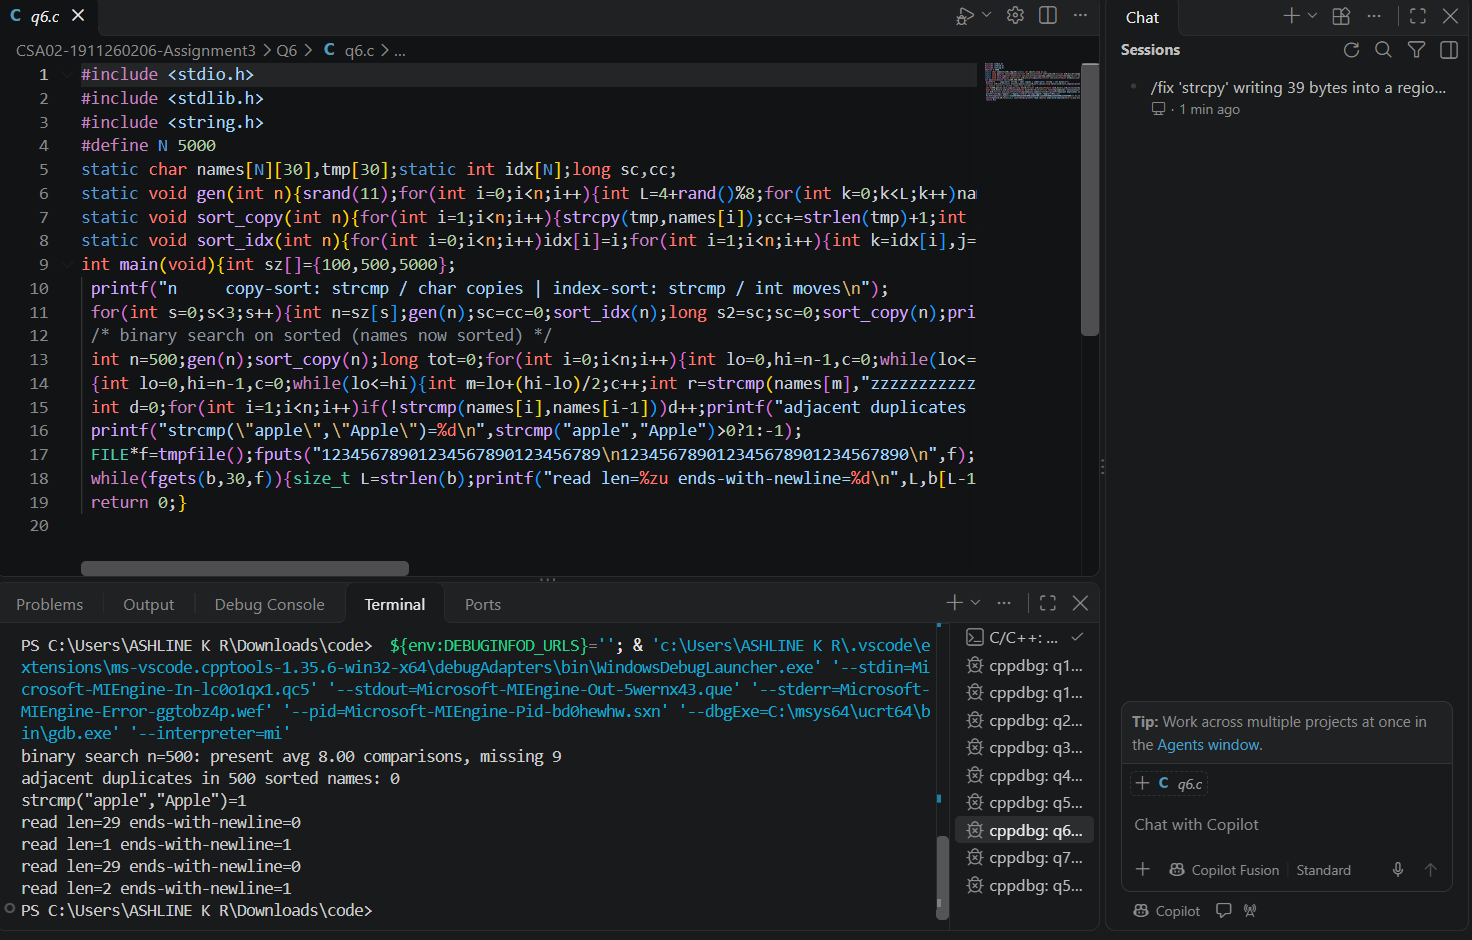 C q6.c
CSA02-1911260206-Assignment3 > Q6 > C q6.c > ...
1 #include <stdio.h>
2 #include <stdlib.h>
3 #include <string.h>
4 #define N 5000
5 static char names[N][30],tmp[30];static int idx[N];long sc,cc;
6 static void gen(int n){srand(11);for(int i=0;i<n;i++){int L=4+rand()%8;for(int k=0;k<L;k++)nam
7 static void sort_copy(int n){for(int i=1;i<n;i++){strcpy(tmp,names[i]);cc+=strlen(tmp)+1;int
8 static void sort_idx(int n){for(int i=0;i<n;i++)idx[i]=i;for(int i=1;i<n;i++){int k=idx[i],j=
9 int main(void){int sz[]={100,500,5000};
10 printf("n     copy-sort: strcmp / char copies | index-sort: strcmp / int moves\n");
11 for(int s=0;s<3;s++){int n=sz[s];gen(n);sc=cc=0;sort_idx(n);long s2=sc;sc=0;sort_copy(n);pri
12 /* binary search on sorted (names now sorted) */
13 int n=500;gen(n);sort_copy(n);long tot=0;for(int i=0;i<n;i++){int lo=0,hi=n-1,c=0;while(lo<=
14 {int lo=0,hi=n-1,c=0;while(lo<=hi){int m=lo+(hi-lo)/2;c++;int r=strcmp(names[m],"zzzzzzzzzzz
15 int d=0;for(int i=1;i<n;i++)if(!strcmp(names[i],names[i-1]))d++;printf("adjacent duplicates
16 printf("strcmp(\"apple\",\"Apple\")=%d\n",strcmp("apple","Apple")>0?1:-1);
17 FILE*f=tmpfile();fputs("12345678901234567890123456789\n123456789012345678901234567890\n",f);
18 while(fgets(b,30,f)){size_t L=strlen(b);printf("read len=%zu ends-with-newline=%d\n",L,b[L-1
19 return 0;}
20
Problems Output Debug Console Terminal Ports
PS C:\Users\ASHLINE K R\Downloads\code>  ${env:DEBUGINFOD_URLS}=''; & 'c:\Users\ASHLINE K R\.vscode\e
xtensions\ms-vscode.cpptools-1.35.6-win32-x64\debugAdapters\bin\WindowsDebugLauncher.exe' '--stdin=Mi
crosoft-MIEngine-In-lc0o1qx1.qc5' '--stdout=Microsoft-MIEngine-Out-5wernx43.que' '--stderr=Microsoft-
MIEngine-Error-ggtobz4p.wef' '--pid=Microsoft-MIEngine-Pid-bd0hewhw.sxn' '--dbgExe=C:\msys64\ucrt64\b
in\gdb.exe' '--interpreter=mi'
binary search n=500: present avg 8.00 comparisons, missing 9
adjacent duplicates in 500 sorted names: 0
strcmp("apple","Apple")=1
read len=29 ends-with-newline=0
read len=1 ends-with-newline=1
read len=29 ends-with-newline=0
read len=2 ends-with-newline=1
PS C:\Users\ASHLINE K R\Downloads\code>
C/C++: ...
cppdbg: q1...
cppdbg: q1...
cppdbg: q2...
cppdbg: q3...
cppdbg: q4...
cppdbg: q5...
cppdbg: q6...
cppdbg: q7...
cppdbg: q5...
Chat
Sessions
/fix 'strcpy' writing 39 bytes into a regio...
· 1 min ago
Tip: Work across multiple projects at once in
the Agents window.
C q6.c
Chat with Copilot
Copilot Fusion Standard
Copilot